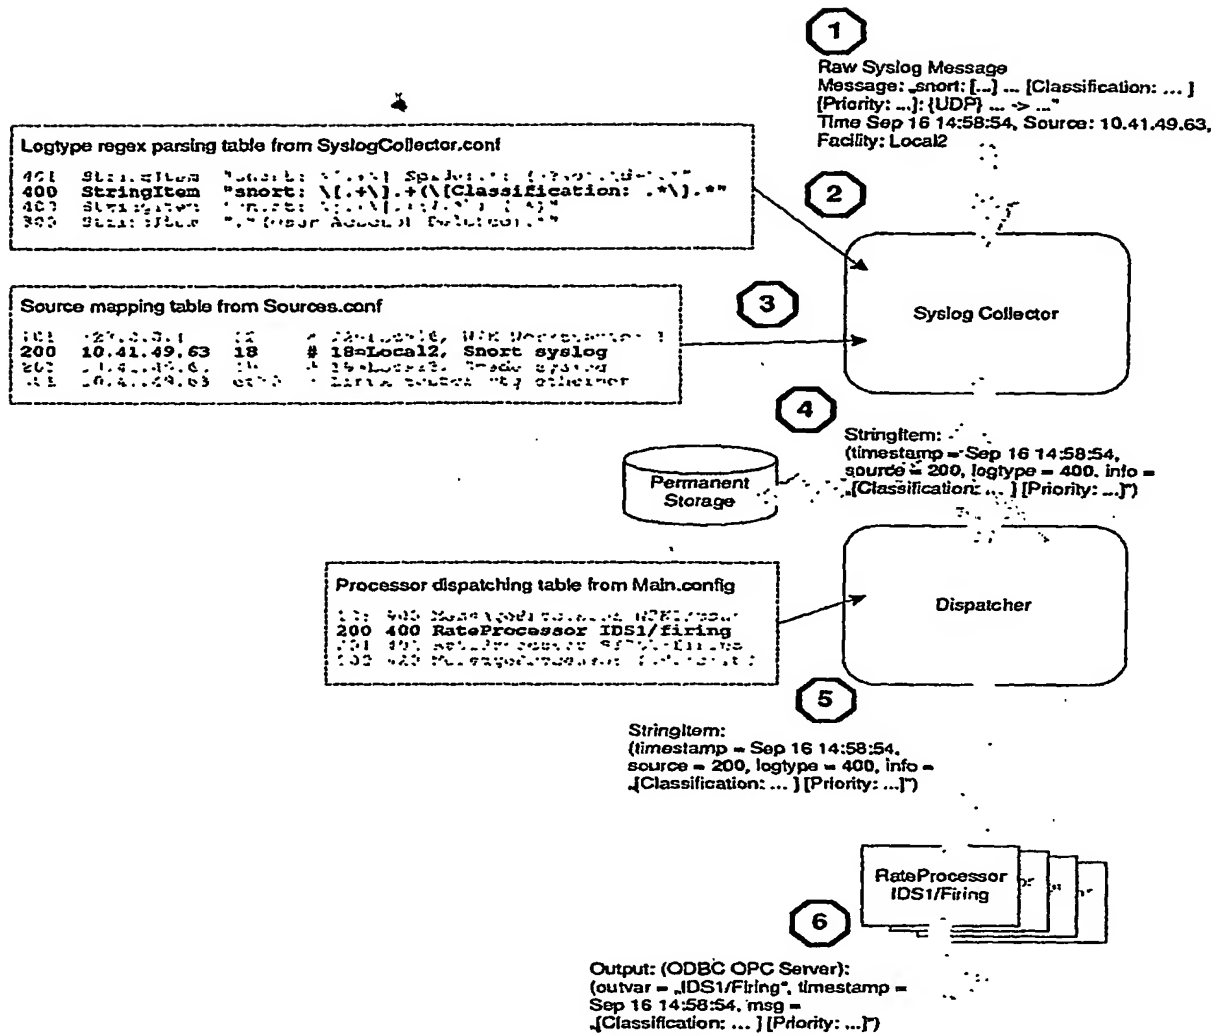 1
Raw Syslog Message
Message: „snort: [...] ... [Classification: ... ]
[Priority: ...]: {UDP} ... -> ..."
Time Sep 16 14:58:54, Source: 10.41.49.63,
Facility: Local2
Logtype regex parsing table from SyslogCollector.conf
400 StringItem "snort: \[.+\].+(\[Classification: .*\].*"
2
Syslog Collector
Source mapping table from Sources.conf
200 10.41.49.63 18 # 18=Local2, Snort syslog
3
4
StringItem:
(timestamp = Sep 16 14:58:54,
source = 200, logtype = 400, info =
„[Classification: ... ] [Priority: ...]")
Permanent
Storage
Processor dispatching table from Main.config
200 400 RateProcessor IDS1/firing
Dispatcher
5
StringItem:
(timestamp = Sep 16 14:58:54,
source = 200, logtype = 400, info =
„[Classification: ... ] [Priority: ...]")
RateProcessor
IDS1/Firing
6
Output: (ODBC OPC Server):
(outvar = „IDS1/Firing", timestamp =
Sep 16 14:58:54, msg =
„[Classification: ... ] [Priority: ...]")